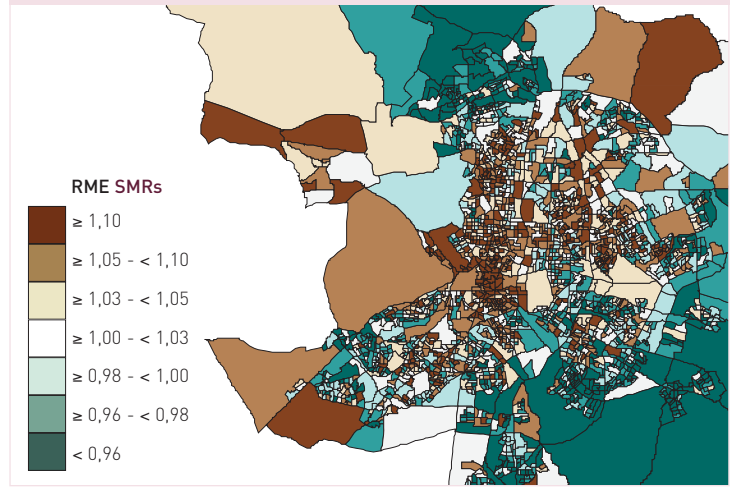 RME SMRs
≥ 1,10
≥ 1,05 - < 1,10
≥ 1,03 - < 1,05
≥ 1,00 - < 1,03
≥ 0,98 - < 1,00
≥ 0,96 - < 0,98
< 0,96